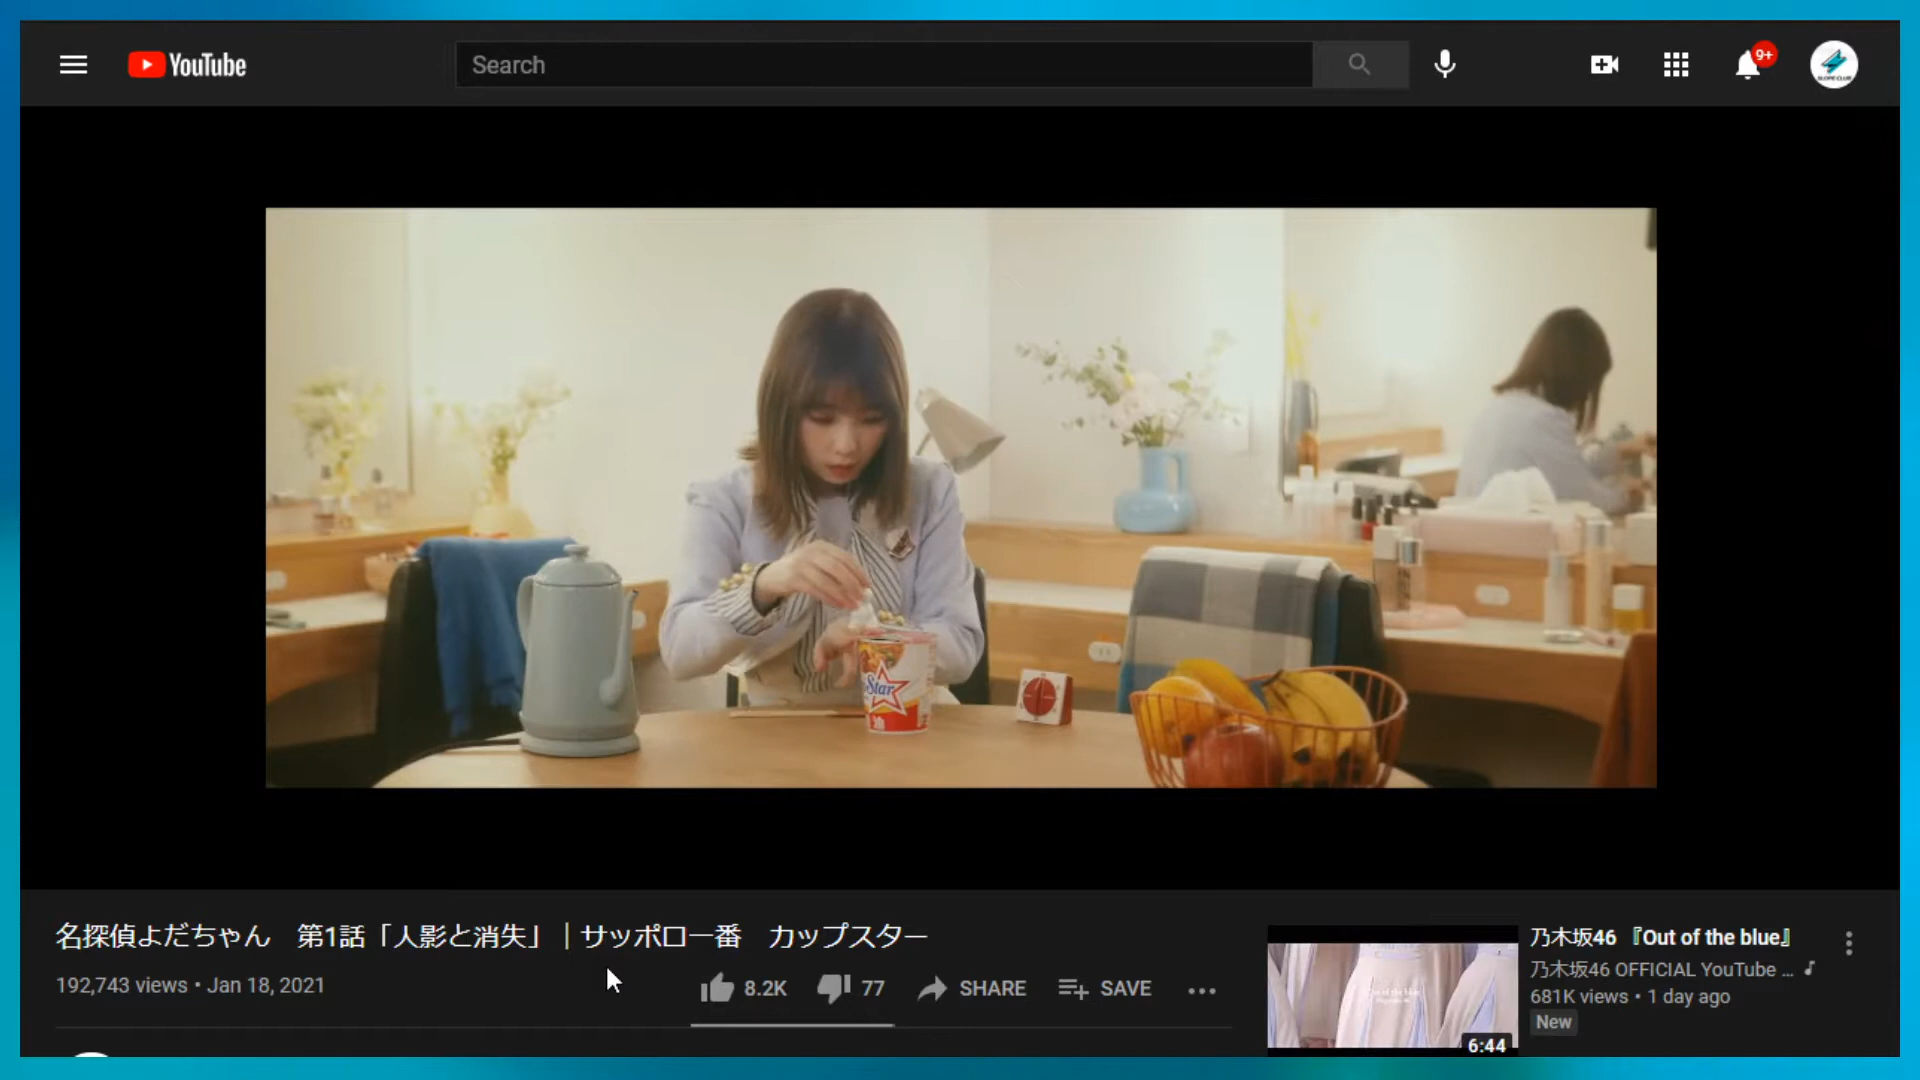 YouTube
Search
9+
SLOPE CLUB
Star
名探偵よだちゃん　第1話「人影と消失」｜サッポロ一番　カップスター
192,743 views • Jan 18, 2021
8.2K
77
SHARE
SAVE
乃木坂46 『Out of the blue』
乃木坂46 OFFICIAL YouTube ...
681K views • 1 day ago
New
6:44